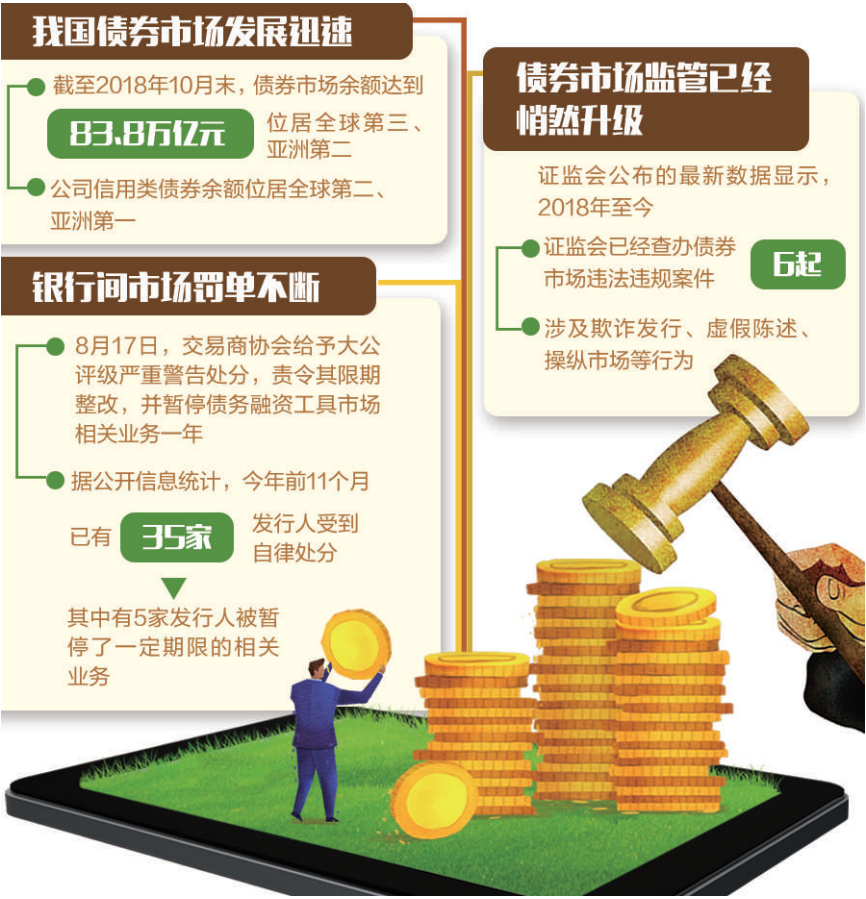 我国债券市场发展迅速
截至2018年10月末，债券市场余额达到
83.8万亿元
位居全球第三、
亚洲第二
公司信用类债券余额位居全球第二、
亚洲第一
银行间市场罚单不断
8月17日，交易商协会给予大公
评级严重警告处分，责令其限期
整改，并暂停债务融资工具市场
相关业务一年
据公开信息统计，今年前11个月
已有
35家
发行人受到
自律处分
其中有5家发行人被暂
停了一定期限的相关
业务
债券市场监管已经
悄然升级
证监会公布的最新数据显示，
2018年至今
证监会已经查办债券
市场违法违规案件
6起
涉及欺诈发行、虚假陈述、
操纵市场等行为